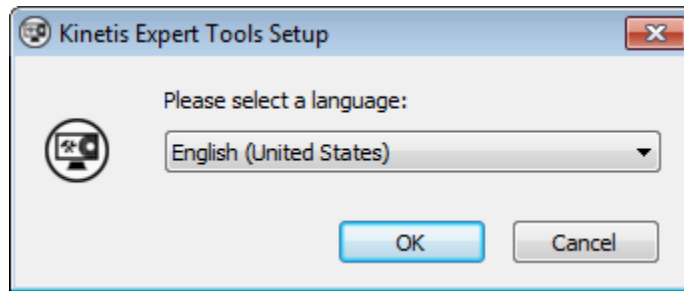 Kinetis Expert Tools Setup
Please select a language:
English (United States)
OK Cancel